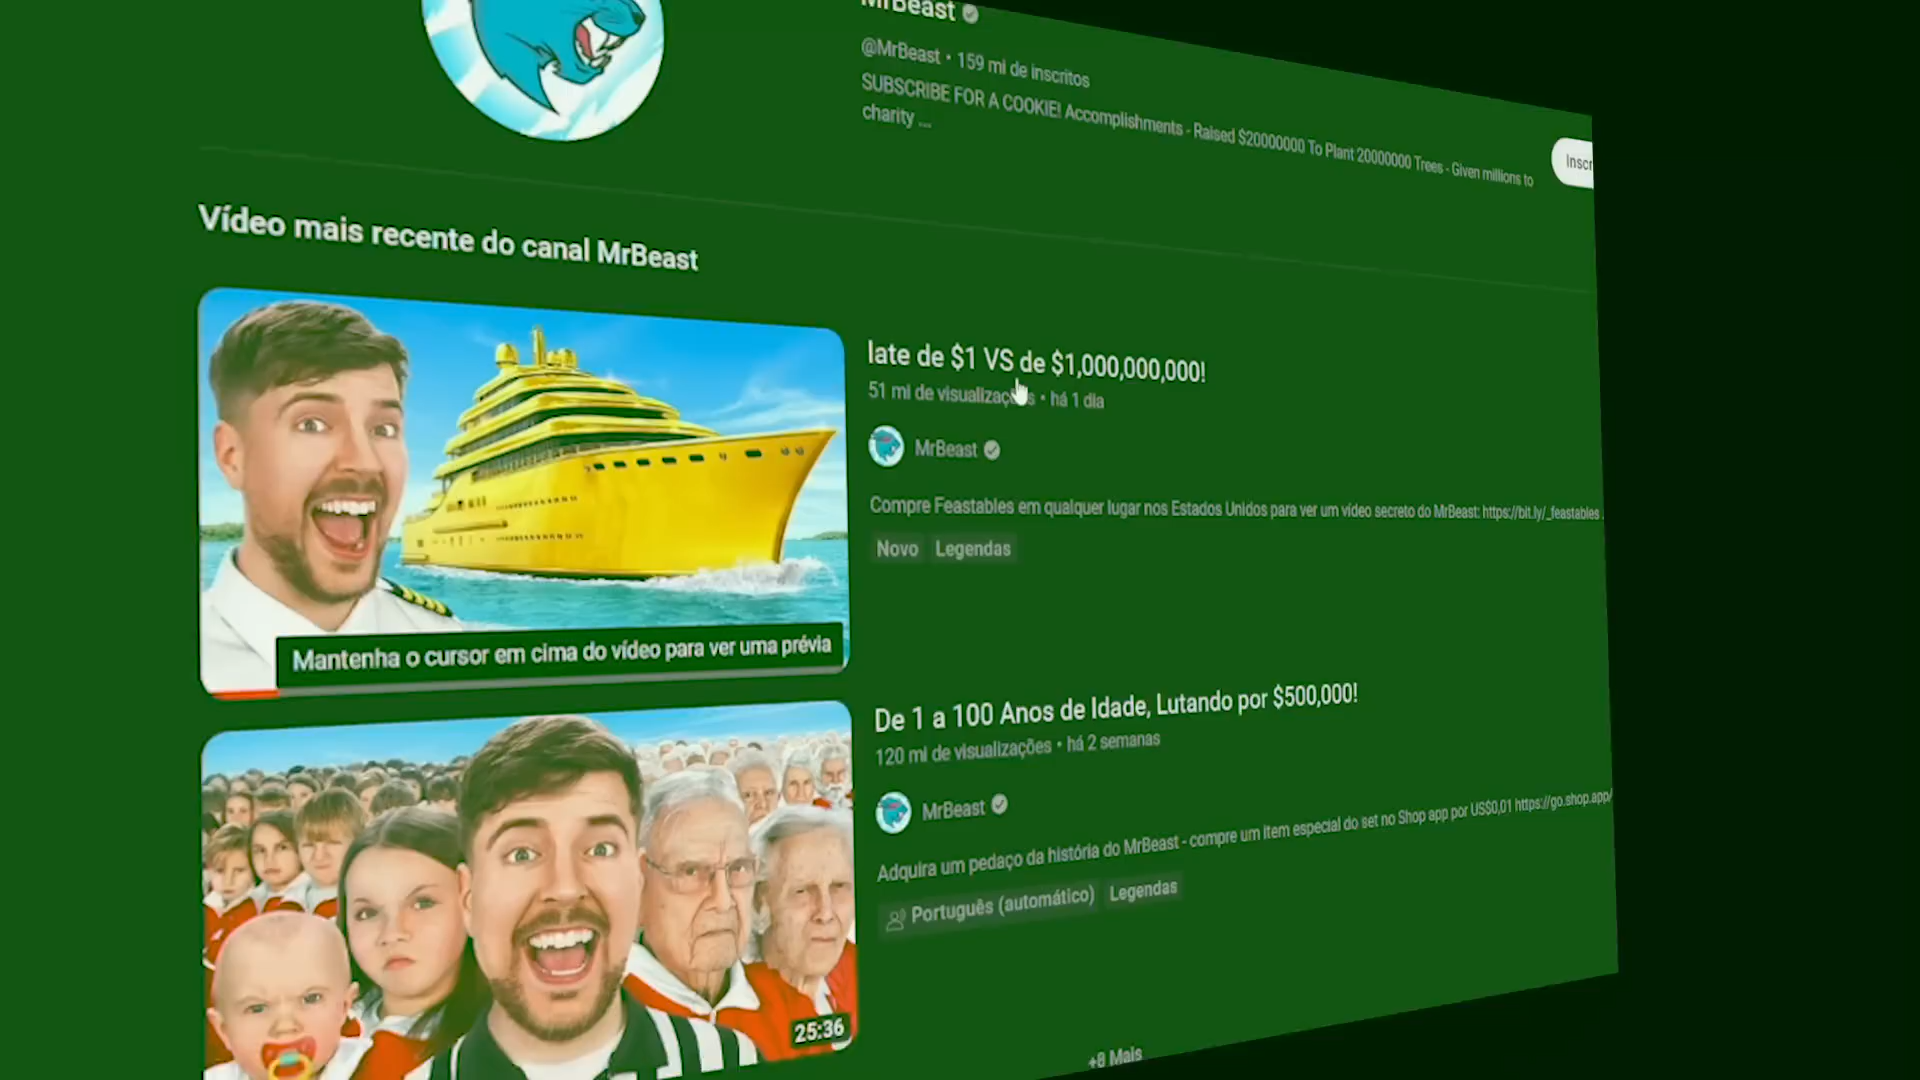 MrBeast
@MrBeast • 159 mi de inscritos
SUBSCRIBE FOR A COOKIE! Accomplishments - Raised $20000000 To Plant 20000000 Trees - Given millions to
charity ...
Inscr
Vídeo mais recente do canal MrBeast
Iate de $1 VS de $1,000,000,000!
51 mi de visualizações • há 1 dia
MrBeast
Compre Feastables em qualquer lugar nos Estados Unidos para ver um vídeo secreto do MrBeast: https://bit.ly/_feastables
Novo Legendas
Mantenha o cursor em cima do vídeo para ver uma prévia
De 1 a 100 Anos de Idade, Lutando por $500,000!
120 mi de visualizações • há 2 semanas
MrBeast
Adquira um pedaço da história do MrBeast - compre um item especial do set no Shop app por US$0,01 https://go.shop.app/
Português (automático) Legendas
25:36
+8 Mais